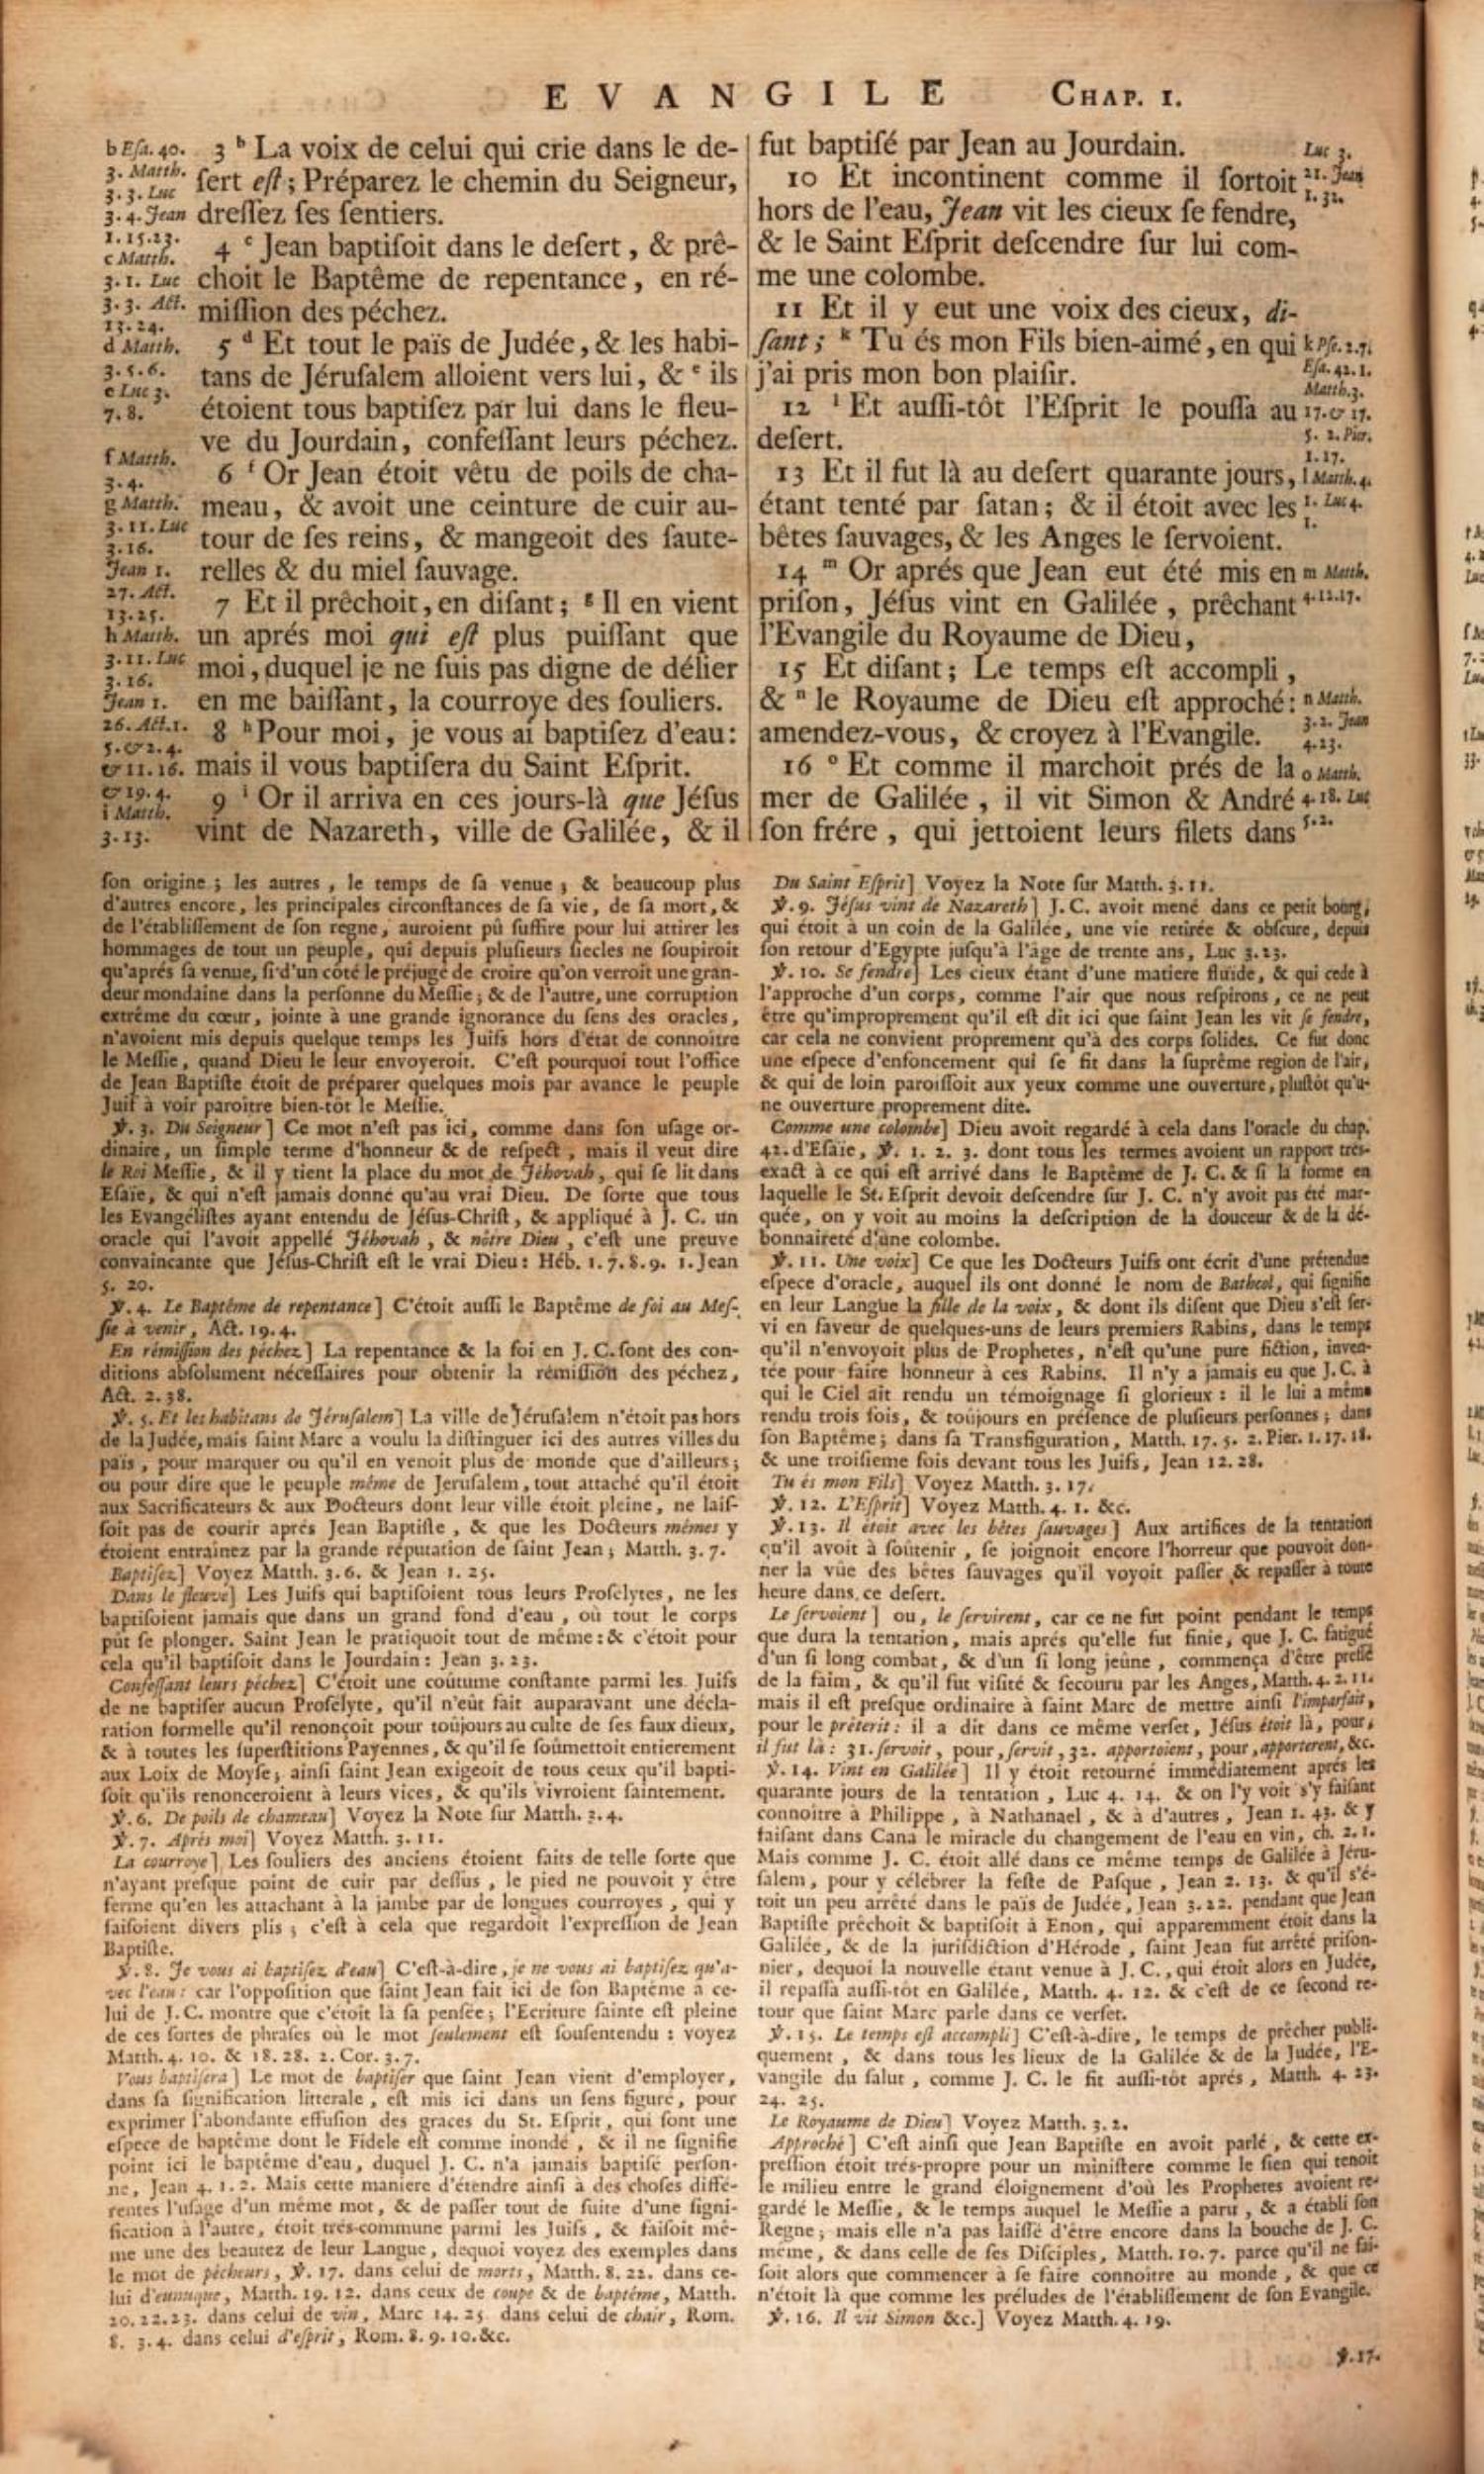 EVANGILE CHAP. I.
b Eſa. 40.
3. Matth.
3. 3. Luc
3. 4. Jean
1. 15. 23.
c Matth.
3. 1. Luc
3. 3. Act.
13. 24.
d Matth.
3. 5. 6.
e Luc 3.
7. 8.
f Matth.
3. 4.
g Matth.
3. 11. Luc
3. 16.
Jean 1.
27. Act.
13. 25.
h Matth.
3. 11. Luc
3. 16.
Jean 1.
26. Act. 1.
5. & 2. 4.
& 11. 16.
& 19. 4.
i Matth.
3. 13.
3 b La voix de celui qui crie dans le de-
ſert eſt ; Préparez le chemin du Seigneur,
dreſſez ſes ſentiers.
4 c Jean baptiſoit dans le deſert, & prê-
choit le Baptême de repentance, en ré-
miſſion des péchez.
5 d Et tout le païs de Judée, & les habi-
tans de Jéruſalem alloient vers lui, & e ils
étoient tous baptiſez par lui dans le fleu-
ve du Jourdain, confeſſant leurs péchez.
6 f Or Jean étoit vêtu de poils de cha-
meau, & avoit une ceinture de cuir au-
tour de ſes reins, & mangeoit des ſaute-
relles & du miel ſauvage.
7 Et il prêchoit, en diſant ; g Il en vient
un aprés moi qui eſt plus puiſſant que
moi, duquel je ne ſuis pas digne de délier
en me baiſſant, la courroye des ſouliers.
8 h Pour moi, je vous ai baptiſez d'eau:
mais il vous baptiſera du Saint Eſprit.
9 i Or il arriva en ces jours-là que Jéſus
vint de Nazareth, ville de Galilée, & il
fut baptiſé par Jean au Jourdain.
10 Et incontinent comme il ſortoit
hors de l'eau, Jean vit les cieux ſe fendre,
& le Saint Eſprit deſcendre ſur lui com-
me une colombe.
11 Et il y eut une voix des cieux, di-
ſant ; k Tu és mon Fils bien-aimé, en qui
j'ai pris mon bon plaiſir.
12 l Et auſſi-tôt l'Eſprit le pouſſa au
deſert.
13 Et il fut là au deſert quarante jours,
étant tenté par ſatan ; & il étoit avec les
bêtes ſauvages, & les Anges le ſervoient.
14 m Or aprés que Jean eut été mis en
priſon, Jéſus vint en Galilée, prêchant
l'Evangile du Royaume de Dieu,
15 Et diſant ; Le temps eſt accompli,
& n le Royaume de Dieu eſt approché:
amendez-vous, & croyez à l'Evangile.
16 o Et comme il marchoit prés de la
mer de Galilée, il vit Simon & André
ſon frére, qui jettoient leurs filets dans
Luc 3.
21. Jean
1. 32.
k Pſe. 2. 7.
Eſa. 42. 1.
Matth. 3.
17. & 17.
5. 2. Pier.
1. 17.
l Matth. 4.
1. Luc 4.
1.
m Matth.
4. 12. 17.
n Matth.
3. 2. Jean
4. 23.
o Matth.
4. 18. Luc
5. 2.
ſon origine ; les autres, le temps de ſa venue ; & beaucoup plus
d'autres encore, les principales circonſtances de ſa vie, de ſa mort, &
de l'établiſſement de ſon regne, auroient pû ſuffire pour lui attirer les
hommages de tout un peuple, qui depuis pluſieurs ſiecles ne ſoupiroit
qu'aprés ſa venue, ſi d'un côté le préjugé de croire qu'on verroit une gran-
deur mondaine dans la perſonne du Meſſie ; & de l'autre, une corruption
extrême du cœur, jointe à une grande ignorance du ſens des oracles,
n'avoient mis depuis quelque temps les Juifs hors d'état de connoitre
le Meſſie, quand Dieu le leur envoyeroit. C'eſt pourquoi tout l'office
de Jean Baptiſte étoit de préparer quelques mois par avance le peuple
Juif à voir paroître bien-tôt le Meſſie.
℣. 3. Du Seigneur] Ce mot n'eſt pas ici, comme dans ſon uſage or-
dinaire, un ſimple terme d'honneur & de reſpect, mais il veut dire
le Roi Meſſie, & il y tient la place du mot de Jéhovah, qui ſe lit dans
Eſaïe, & qui n'eſt jamais donné qu'au vrai Dieu. De ſorte que tous
les Evangéliſtes ayant entendu de Jéſus-Chriſt, & appliqué à J. C. un
oracle qui l'avoit appellé Jéhovah, & nôtre Dieu, c'eſt une preuve
convaincante que Jéſus-Chriſt eſt le vrai Dieu : Héb. 1. 7. 8. 9. 1. Jean
5. 20.
℣. 4. Le Baptême de repentance] C'étoit auſſi le Baptême de foi au Meſ-
ſie à venir, Act. 19. 4.
En rémiſſion des péchez] La repentance & la foi en J. C. ſont des con-
ditions abſolument néceſſaires pour obtenir la rémiſſion des péchez,
Act. 2. 38.
℣. 5. Et les habitans de Jéruſalem] La ville de Jéruſalem n'étoit pas hors
de la Judée, mais ſaint Marc a voulu la diſtinguer ici des autres villes du
païs, pour marquer ou qu'il en venoit plus de monde que d'ailleurs ;
ou pour dire que le peuple même de Jeruſalem, tout attaché qu'il étoit
aux Sacrificateurs & aux Docteurs dont leur ville étoit pleine, ne laiſ-
ſoit pas de courir aprés Jean Baptiſte, & que les Docteurs mêmes y
étoient entraînez par la grande réputation de ſaint Jean ; Matth. 3. 7.
Baptiſez] Voyez Matth. 3. 6. & Jean 1. 25.
Dans le fleuve] Les Juifs qui baptiſoient tous leurs Proſélytes, ne les
baptiſoient jamais que dans un grand fond d'eau, où tout le corps
pût ſe plonger. Saint Jean le pratiquoit tout de même : & c'étoit pour
cela qu'il baptiſoit dans le Jourdain : Jean 3. 23.
Confeſſant leurs péchez] C'étoit une coûtume conſtante parmi les Juifs
de ne baptiſer aucun Proſélyte, qu'il n'eût fait auparavant une décla-
ration formelle qu'il renonçoit pour toûjours au culte de ſes faux dieux,
& à toutes les ſuperſtitions Payennes, & qu'il ſe ſoûmettoit entierement
aux Loix de Moyſe ; ainſi ſaint Jean exigeoit de tous ceux qu'il bapti-
ſoit qu'ils renonceroient à leurs vices, & qu'ils vivroient ſaintement.
℣. 6. De poils de chameau] Voyez la Note ſur Matth. 3. 4.
℣. 7. Aprés moi] Voyez Matth. 3. 11.
La courroye] Les ſouliers des anciens étoient faits de telle ſorte que
n'ayant preſque point de cuir par deſſus, le pied ne pouvoit y être
ferme qu'en les attachant à la jambe par de longues courroyes, qui y
faiſoient divers plis ; c'eſt à cela que regardoit l'expreſſion de Jean
Baptiſte.
℣. 8. Je vous ai baptiſez d'eau] C'eſt-à-dire, je ne vous ai baptiſez qu'a-
vec l'eau : car l'oppoſition que ſaint Jean fait ici de ſon Baptême à ce-
lui de J. C. montre que c'étoit là ſa penſée ; l'Ecriture ſainte eſt pleine
de ces ſortes de phraſes où le mot ſeulement eſt ſouſentendu : voyez
Matth. 4. 10. & 18. 28. 2. Cor. 3. 7.
Vous baptiſera] Le mot de baptiſer que ſaint Jean vient d'employer,
dans ſa ſignification litterale, eſt mis ici dans un ſens figuré, pour
exprimer l'abondante effuſion des graces du St. Eſprit, qui ſont une
eſpece de baptême dont le Fidele eſt comme inondé, & il ne ſignifie
point ici le baptême d'eau, duquel J. C. n'a jamais baptiſé perſon-
ne, Jean 4. 1. 2. Mais cette maniere d'étendre ainſi à des choſes diffé-
rentes l'uſage d'un même mot, & de paſſer tout de ſuite d'une ſigni-
fication à l'autre, étoit trés-commune parmi les Juifs, & faiſoit mê-
me une des beautez de leur Langue, dequoi voyez des exemples dans
le mot de pécheurs, ℣. 17. dans celui de morts, Matth. 8. 22. dans ce-
lui d'eunuque, Matth. 19. 12. dans ceux de coupe & de baptême, Matth.
20. 22. 23. dans celui de vin, Marc 14. 25 dans celui de chair, Rom.
8. 3. 4. dans celui d'eſprit, Rom. 8. 9. 10. &c.
Du Saint Eſprit] Voyez la Note ſur Matth. 3. 11.
℣. 9. Jéſus vint de Nazareth] J. C. avoit mené dans ce petit bourg,
qui étoit à un coin de la Galilée, une vie retirée & obſcure, depuis
ſon retour d'Egypte juſqu'à l'âge de trente ans, Luc 3. 23.
℣. 10. Se fendre] Les cieux étant d'une matiere fluïde, & qui cede à
l'approche d'un corps, comme l'air que nous reſpirons, ce ne peut
être qu'improprement qu'il eſt dit ici que ſaint Jean les vit ſe fendre,
car cela ne convient proprement qu'à des corps ſolides. Ce fut donc
une eſpece d'enfoncement qui ſe fit dans la ſuprême region de l'air,
& qui de loin paroiſſoit aux yeux comme une ouverture, pluſtôt qu'u-
ne ouverture proprement dite.
Comme une colombe] Dieu avoit regardé à cela dans l'oracle du chap.
42. d'Eſaïe, ℣. 1. 2. 3. dont tous les termes avoient un rapport trés-
exact à ce qui eſt arrivé dans le Baptême de J. C. & ſi la forme en
laquelle le St. Eſprit devoit deſcendre ſur J. C. n'y avoit pas été mar-
quée, on y voit au moins la deſcription de la douceur & de la dé-
bonnaireté d'une colombe.
℣. 11. Une voix] Ce que les Docteurs Juifs ont écrit d'une prétendue
eſpece d'oracle, auquel ils ont donné le nom de Bathcol, qui ſignifie
en leur Langue la fille de la voix, & dont ils diſent que Dieu s'eſt ſer-
vi en faveur de quelques-uns de leurs premiers Rabins, dans le temps
qu'il n'envoyoit plus de Prophetes, n'eſt qu'une pure fiction, inven-
tée pour faire honneur à ces Rabins. Il n'y a jamais eu que J. C. à
qui le Ciel ait rendu un témoignage ſi glorieux : il le lui a même
rendu trois fois, & toûjours en préſence de pluſieurs perſonnes ; dans
ſon Baptême ; dans ſa Transfiguration, Matth. 17. 5. 2. Pier. 1. 17. 18.
& une troiſieme fois devant tous les Juifs, Jean 12. 28.
Tu és mon Fils] Voyez Matth. 3. 17.
℣. 12. L'Eſprit] Voyez Matth. 4. 1. &c.
℣. 13. Il étoit avec les bêtes ſauvages] Aux artifices de la tentation
qu'il avoit à ſoûtenir, ſe joignoit encore l'horreur que pouvoit don-
ner la vûe des bêtes ſauvages qu'il voyoit paſſer & repaſſer à toute
heure dans ce deſert.
Le ſervoient] ou, le ſervirent, car ce ne fut point pendant le temps
que dura la tentation, mais aprés qu'elle fut finie, que J. C. fatigué
d'un ſi long combat, & d'un ſi long jeûne, commença d'être preſſé
de la faim, & qu'il fut viſité & ſecouru par les Anges, Matth. 4. 2. 11.
mais il eſt preſque ordinaire à ſaint Marc de mettre ainſi l'imparfait,
pour le préterit : il a dit dans ce même verſet, Jéſus étoit là, pour,
il fut là : 31. ſervoit, pour, ſervit, 32. apportoient, pour, apporterent, &c.
℣. 14. Vint en Galilée] Il y étoit retourné immédiatement aprés les
quarante jours de la tentation, Luc 4. 14. & on l'y voit s'y faiſant
connoitre à Philippe, à Nathanael, & à d'autres, Jean 1. 43. & y
faiſant dans Cana le miracle du changement de l'eau en vin, ch. 2. 1.
Mais comme J. C. étoit allé dans ce même temps de Galilée à Jéru-
ſalem, pour y célébrer la feſte de Paſque, Jean 2. 13. & qu'il s'é-
toit un peu arrêté dans le païs de Judée, Jean 3. 22. pendant que Jean
Baptiſte prêchoit & baptiſoit à Enon, qui apparemment étoit dans la
Galilée, & de la juriſdiction d'Hérode, ſaint Jean fut arrêté priſon-
nier, dequoi la nouvelle étant venue à J. C., qui étoit alors en Judée,
il repaſſa auſſi-tôt en Galilée, Matth. 4. 12. & c'eſt de ce ſecond re-
tour que ſaint Marc parle dans ce verſet.
℣. 15. Le temps eſt accompli] C'eſt-à-dire, le temps de prêcher publi-
quement, & dans tous les lieux de la Galilée & de la Judée, l'E-
vangile du ſalut, comme J. C. le fit auſſi-tôt aprés, Matth. 4. 23.
24. 25.
Le Royaume de Dieu] Voyez Matth. 3. 2.
Approché] C'eſt ainſi que Jean Baptiſte en avoit parlé, & cette ex-
preſſion étoit trés-propre pour un miniſtere comme le ſien qui tenoit
le milieu entre le grand éloignement d'où les Prophetes avoient re-
gardé le Meſſie, & le temps auquel le Meſſie a paru, & a établi ſon
Regne ; mais elle n'a pas laiſſé d'être encore dans la bouche de J. C.
même, & dans celle de ſes Diſciples, Matth. 10. 7. parce qu'il ne fai-
ſoit alors que commencer à ſe faire connoitre au monde, & que ce
n'étoit là que comme les préludes de l'établiſſement de ſon Evangile.
℣. 16. Il vit Simon &c.] Voyez Matth. 4. 19.
℣. 17.